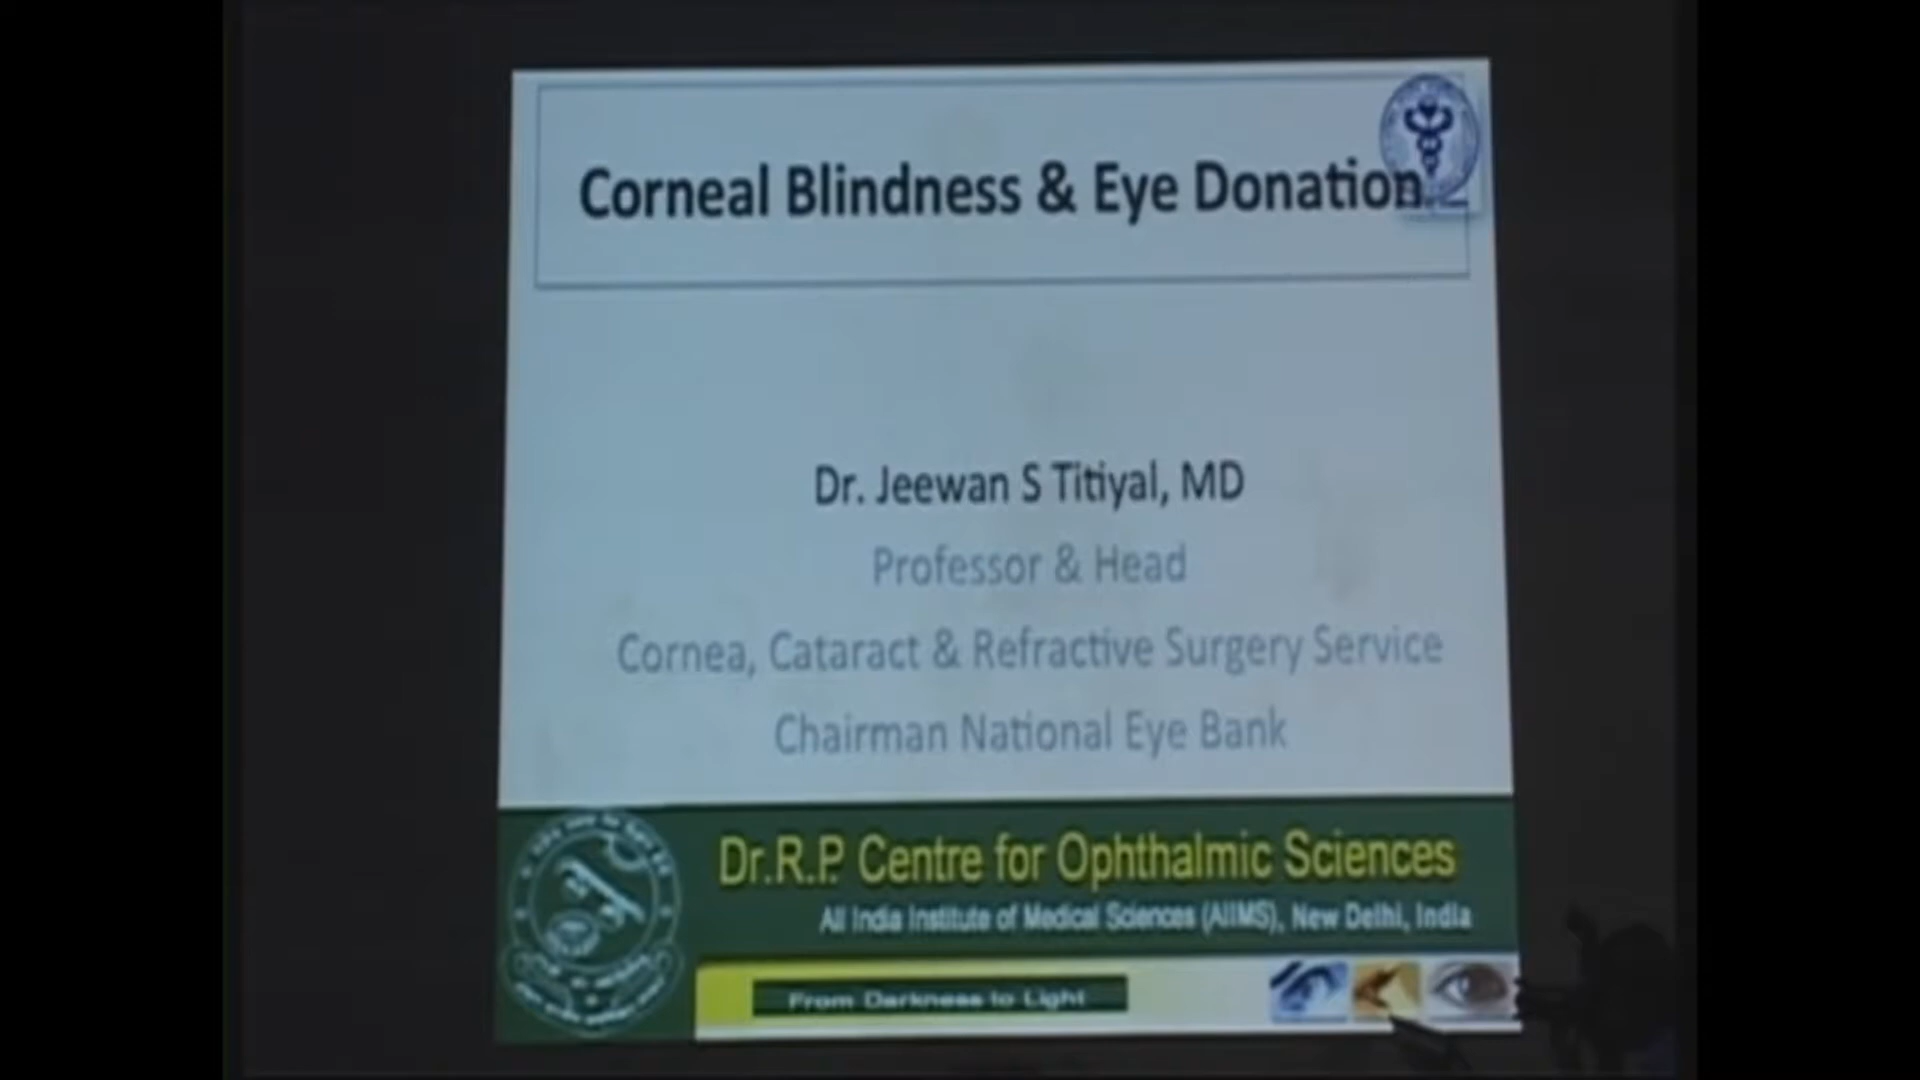 Corneal Blindness & Eye Donation
Dr. Jeewan S Titiyal, MD
Professor & Head
Cornea, Cataract & Refractive Surgery Service
Chairman National Eye Bank
Dr.R.P. Centre for Ophthalmic Sciences
All India Institute of Medical Sciences (AIIMS), New Delhi, India
From Darkness to Light